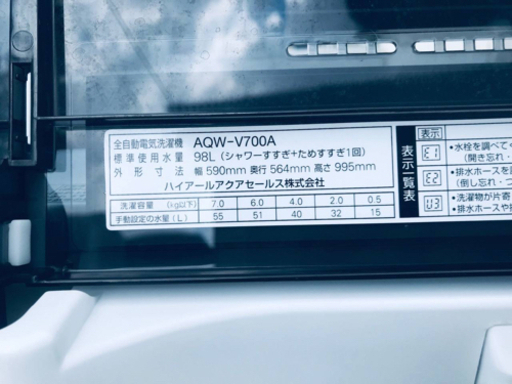 全自動電気洗濯機 AQW-V700A
標準使用水量 98L (シャワーすすぎ+ためすすぎ1回)
外形寸法 幅 590mm 奥行 564mm 高さ 995mm
ハイアールアクアセールス株式会社
洗濯容量(kg以下) 7.0 6.0 4.0 2.0 0.5
手動設定の水量(L) 55 51 40 32 15
表示一覧表
表示
E1 •水栓を調べて
(開き忘れ・
E2 •排水ホースを
(倒し忘れ・
U3 •洗濯物が片寄
•排水ホースや